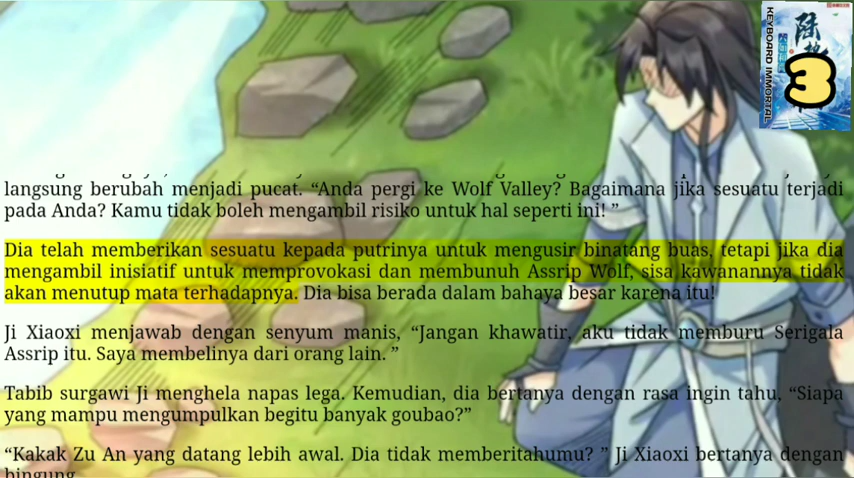 KEYBOARD IMMORTAL
3
langsung berubah menjadi pucat. “Anda pergi ke Wolf Valley? Bagaimana jika sesuatu terjadi
pada Anda? Kamu tidak boleh mengambil risiko untuk hal seperti ini! ”
Dia telah memberikan sesuatu kepada putrinya untuk mengusir binatang buas, tetapi jika dia
mengambil inisiatif untuk memprovokasi dan membunuh Assrip Wolf, sisa kawanannya tidak
akan menutup mata terhadapnya. Dia bisa berada dalam bahaya besar karena itu!
Ji Xiaoxi menjawab dengan senyum manis, “Jangan khawatir, aku tidak memburu Serigala
Assrip itu. Saya membelinya dari orang lain. ”
Tabib surgawi Ji menghela napas lega. Kemudian, dia bertanya dengan rasa ingin tahu, “Siapa
yang mampu mengumpulkan begitu banyak goubao?”
“Kakak Zu An yang datang lebih awal. Dia tidak memberitahumu? ” Ji Xiaoxi bertanya dengan
bingung